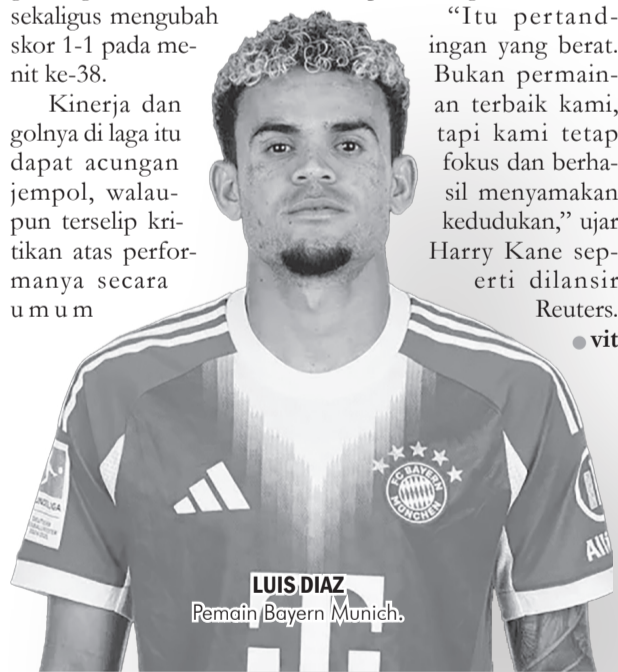 sekaligus mengubah
skor 1-1 pada me-
nit ke-38.
Kinerja dan
golnya di laga itu
dapat acungan
jempol, walau-
pun terselip kri-
tikan atas perfor-
manya secara
umum
“Itu pertand-
ingan yang berat.
Bukan permain-
an terbaik kami,
tapi kami tetap
fokus dan berha-
sil menyamakan
kedudukan,” ujar
Harry Kane sep-
erti dilansir
Reuters.
● vit
FC BAYERN
MÜNCHEN
T
LUIS DIAZ
Pemain Bayern Munich.